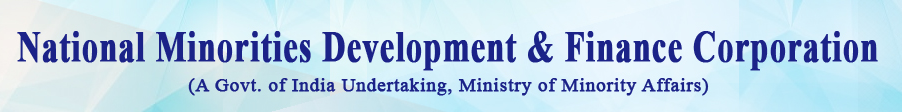 National Minorities Development & Finance Corporation
(A Govt. of India Undertaking, Ministry of Minority Affairs)